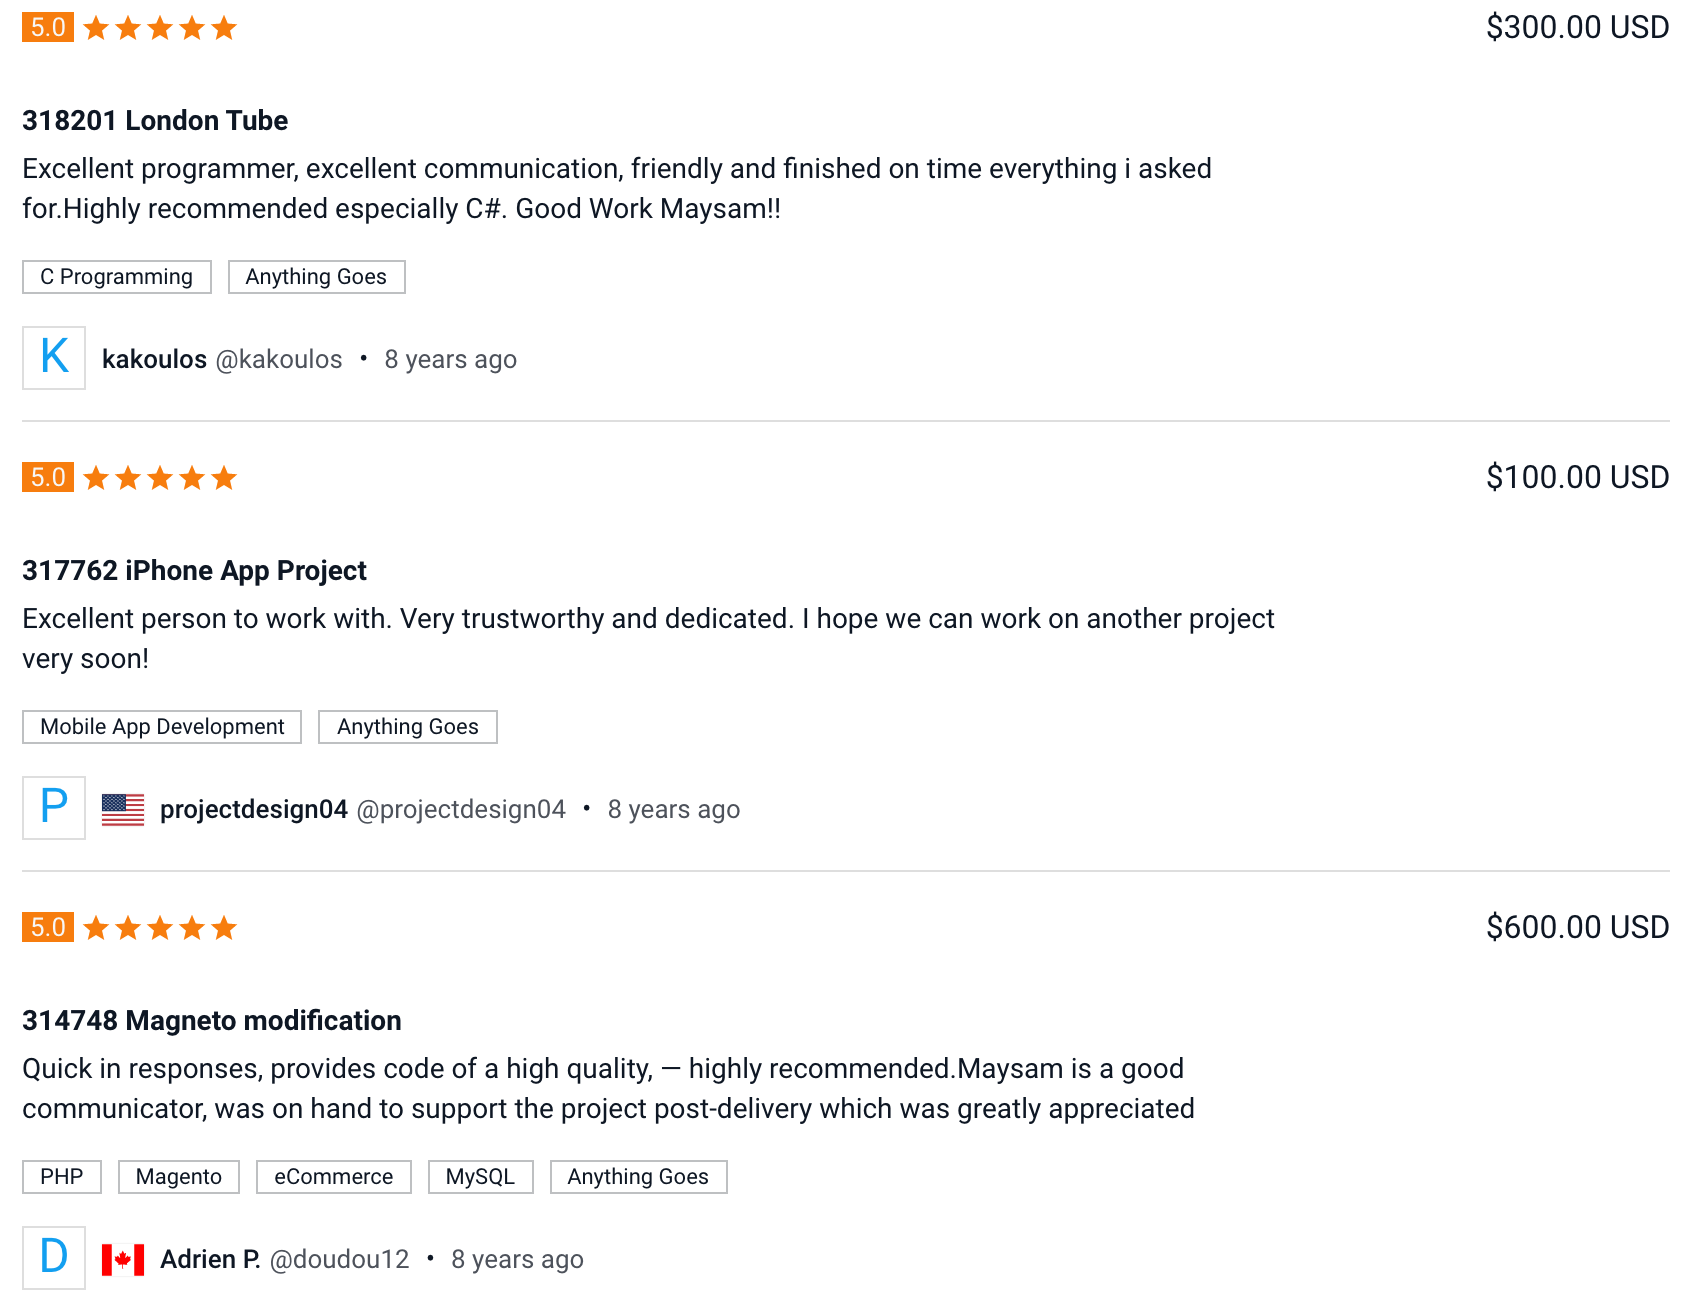 5.0
$300.00 USD
318201 London Tube
Excellent programmer, excellent communication, friendly and finished on time everything i asked
for.Highly recommended especially C#. Good Work Maysam!!
C Programming Anything Goes
K kakoulos @kakoulos • 8 years ago
5.0
$100.00 USD
317762 iPhone App Project
Excellent person to work with. Very trustworthy and dedicated. I hope we can work on another project
very soon!
Mobile App Development Anything Goes
P projectdesign04 @projectdesign04 • 8 years ago
5.0
$600.00 USD
314748 Magneto modification
Quick in responses, provides code of a high quality, — highly recommended.Maysam is a good
communicator, was on hand to support the project post-delivery which was greatly appreciated
PHP Magento eCommerce MySQL Anything Goes
D Adrien P. @doudou12 • 8 years ago